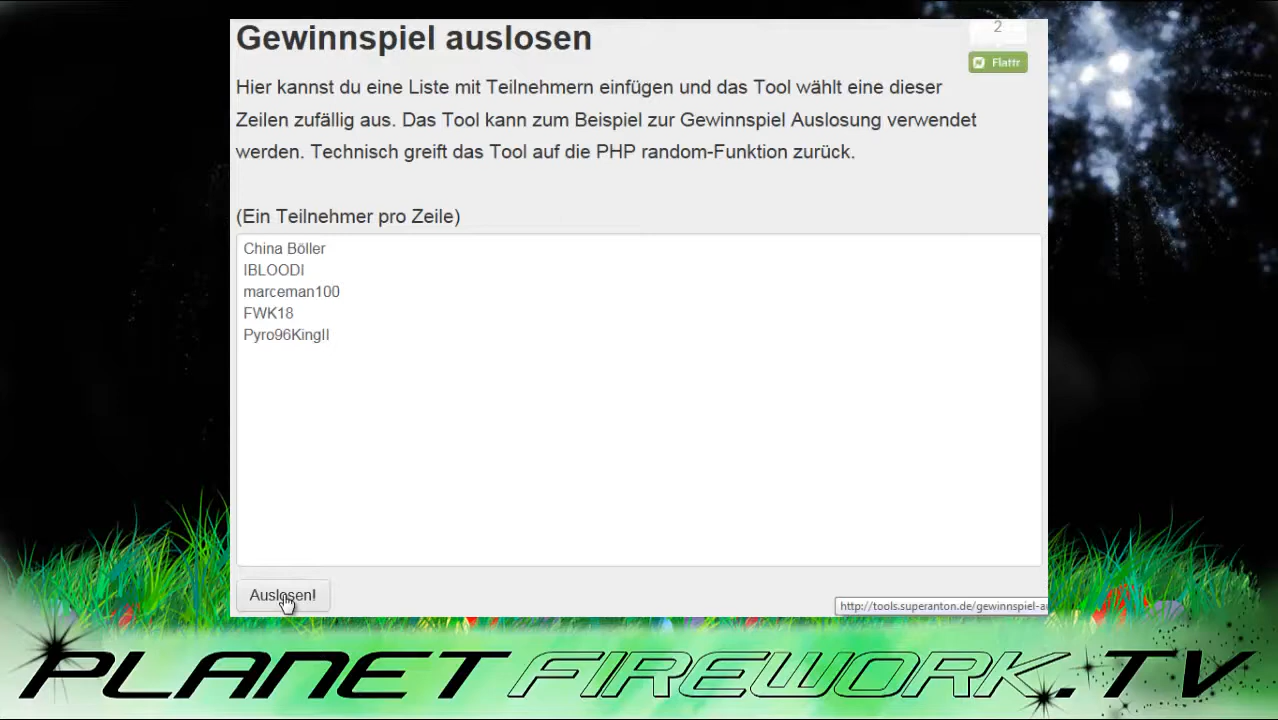 Gewinnspiel auslosen
2
Flattr
Hier kannst du eine Liste mit Teilnehmern einfügen und das Tool wählt eine dieser
Zeilen zufällig aus. Das Tool kann zum Beispiel zur Gewinnspiel Auslosung verwendet
werden. Technisch greift das Tool auf die PHP random-Funktion zurück.
(Ein Teilnehmer pro Zeile)
China Böller
IBLOODI
marceman100
FWK18
Pyro96KingII
Auslosen!
http://tools.superanton.de/gewinnspiel-au
PLANET FIREWORK.TV